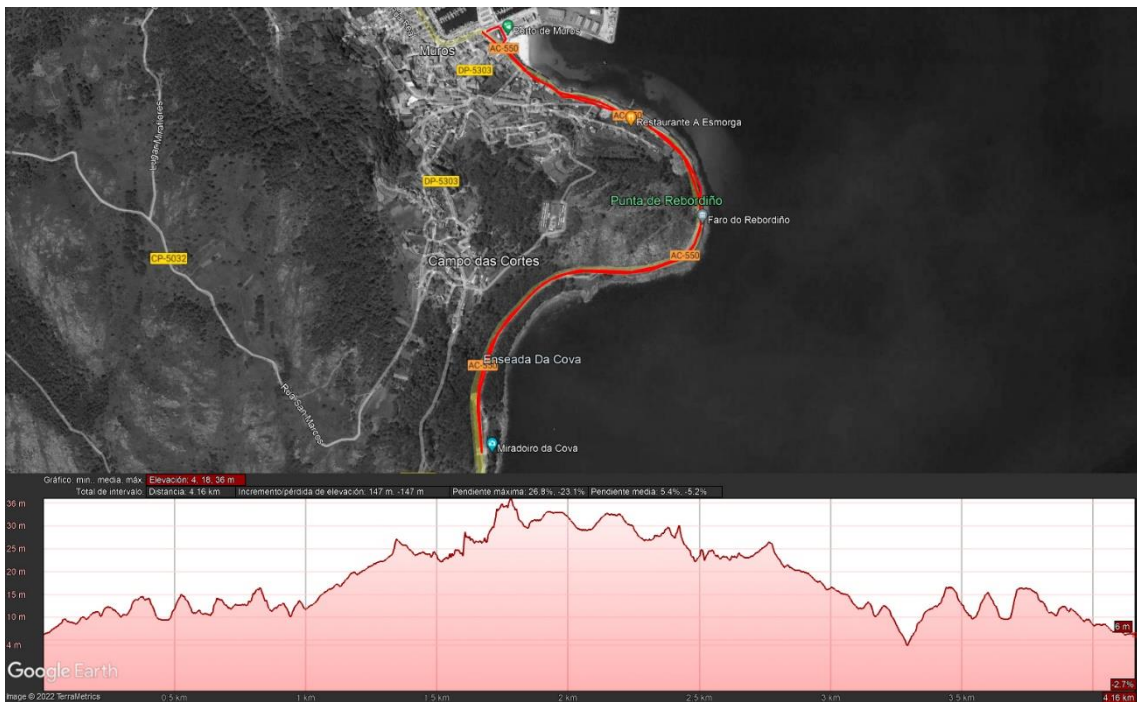 Porto de Muros
AC-550
Muros
DP-5303
Restaurante A Esmorga
DP-5303
Punta de Rebordiño
Faro do Rebordiño
Lugar Miraflores
CP-5032
AC-550
Campo das Cortes
Enseada Da Cova
AC-550
Rúa San Marcos
Miradoiro da Cova
Gráfico: mín., media, máx. Elevación: 4, 18, 36 m
Total de intervalo: Distancia: 4.16 km Incremento/pérdida de elevación: 147 m, -147 m Pendiente máxima: 26.8%, -23.1% Pendiente media: 5.4%, -5.2%
36 m
30 m
25 m
20 m
15 m
10 m
6 m
4 m
Google Earth
-2.7%
Image © 2022 TerraMetrics
0.5 km 1 km 1.5 km 2 km 2.5 km 3 km 3.5 km 4.16 km